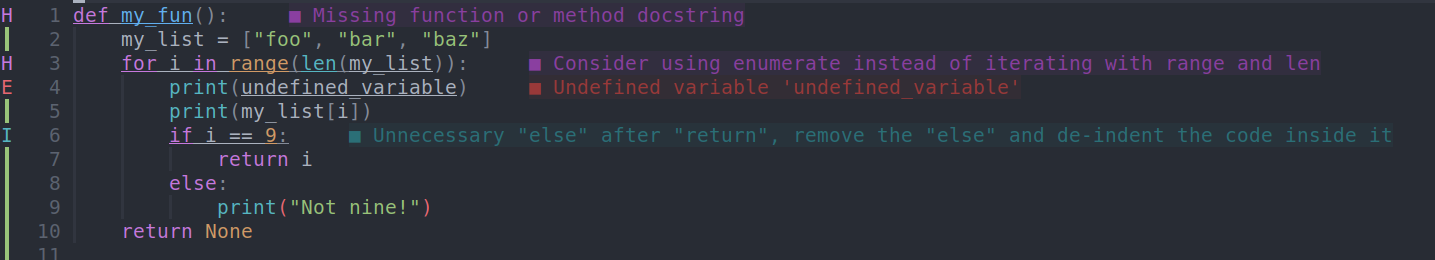 H 1 def my_fun(): ■ Missing function or method docstring
2 my_list = ["foo", "bar", "baz"]
H 3 for i in range(len(my_list)): ■ Consider using enumerate instead of iterating with range and len
E 4 print(undefined_variable) ■ Undefined variable 'undefined_variable'
5 print(my_list[i])
I 6 if i == 9: ■ Unnecessary "else" after "return", remove the "else" and de-indent the code inside it
7 return i
8 else:
9 print("Not nine!")
10 return None
11